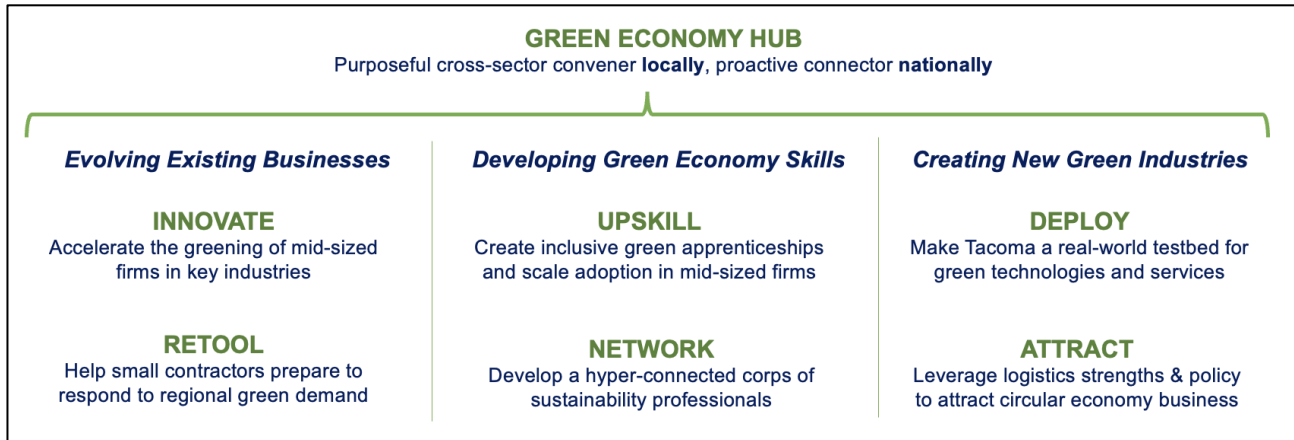 GREEN ECONOMY HUB
Purposeful cross-sector convener locally, proactive connector nationally
Evolving Existing Businesses
INNOVATE
Accelerate the greening of mid-sized
firms in key industries
RETOOL
Help small contractors prepare to
respond to regional green demand
Developing Green Economy Skills
UPSKILL
Create inclusive green apprenticeships
and scale adoption in mid-sized firms
NETWORK
Develop a hyper-connected corps of
sustainability professionals
Creating New Green Industries
DEPLOY
Make Tacoma a real-world testbed for
green technologies and services
ATTRACT
Leverage logistics strengths & policy
to attract circular economy business